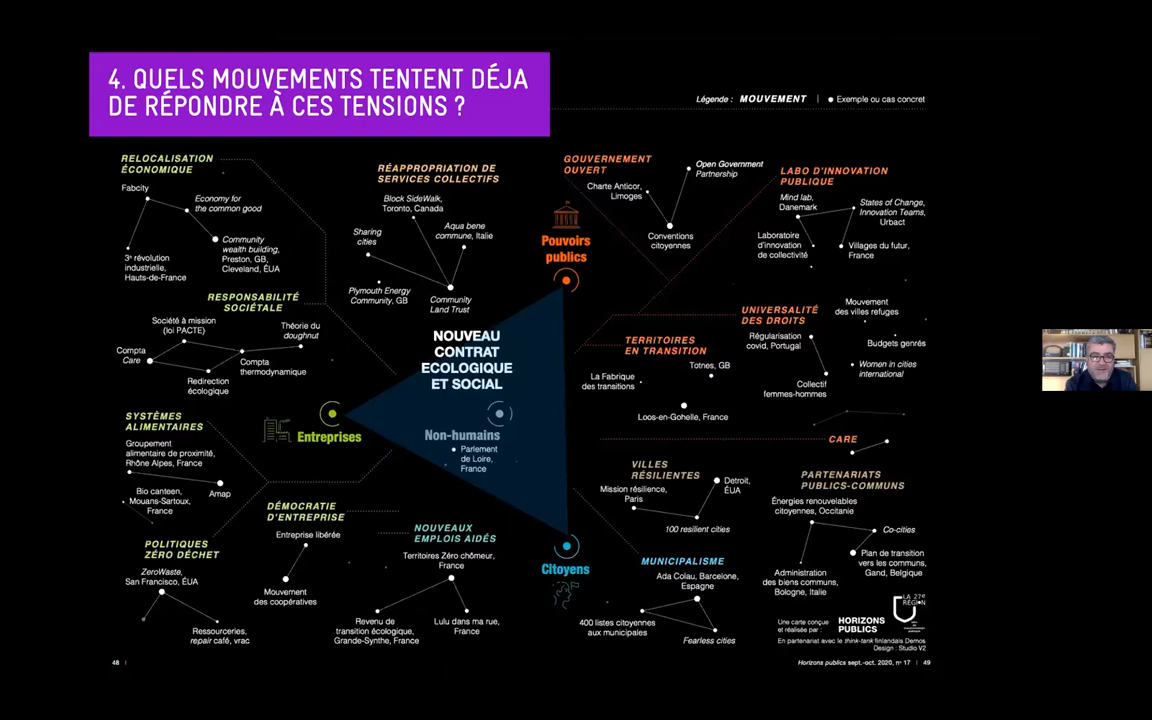 4. QUELS MOUVEMENTS TENTENT DÉJA
DE RÉPONDRE À CES TENSIONS ?
Légende : MOUVEMENT | Exemple ou cas concret
RELOCALISATION
ÉCONOMIQUE
Fabcity
Economy for
the common good
Community
wealth building,
Preston, GB,
Cleveland, ÉUA
3e révolution
industrielle,
Hauts-de-France
RÉAPPROPRIATION DE
SERVICES COLLECTIFS
Block SideWalk,
Toronto, Canada
Sharing
cities
Aqua bene
commune, Italie
Plymouth Energy
Community, GB
Community
Land Trust
GOUVERNEMENT
OUVERT
Charte Anticor,
Limoges
Open Government
Partnership
Conventions
citoyennes
Pouvoirs
publics
LABO D'INNOVATION
PUBLIQUE
Mind lab,
Danemark
States of Change,
Innovation Teams,
Urbact
Laboratoire
d'innovation
de collectivité
Villages du futur,
France
RESPONSABILITÉ
SOCIÉTALE
Société à mission
(loi PACTE)
Théorie du
doughnut
Compta
Care
Compta
thermodynamique
Redirection
écologique
NOUVEAU
CONTRAT
ECOLOGIQUE
ET SOCIAL
TERRITOIRES
EN TRANSITION
La Fabrique
des transitions
Totnes, GB
Loos-en-Gohelle, France
UNIVERSALITÉ
DES DROITS
Mouvement
des villes refuges
Régularisation
covid, Portugal
Budgets genrés
Women in cities
international
Collectif
femmes-hommes
Entreprises
Non-humains
Parlement
de Loire,
France
SYSTÈMES
ALIMENTAIRES
Groupement
alimentaire de proximité,
Rhône Alpes, France
Amap
Bio canteen,
Mouans-Sartoux,
France
CARE
VILLES
RÉSILIENTES
Mission résilience,
Paris
Detroit,
ÉUA
100 resilient cities
PARTENARIATS
PUBLICS-COMMUNS
Énergies renouvelables
citoyennes, Occitanie
Co-cities
Plan de transition
vers les communs,
Gand, Belgique
Administration
des biens communs,
Bologne, Italie
DÉMOCRATIE
D'ENTREPRISE
Entreprise libérée
Mouvement
des coopératives
NOUVEAUX
EMPLOIS AIDÉS
Territoires Zéro chômeur,
France
Revenu de
transition écologique,
Grande-Synthe, France
Lulu dans ma rue,
France
Citoyens
POLITIQUES
ZÉRO DÉCHET
ZeroWaste,
San Francisco, ÉUA
Ressourceries,
repair café, vrac
MUNICIPALISME
Ada Colau, Barcelone,
Espagne
400 listes citoyennes
aux municipales
Fearless cities
Une carte conçue
et réalisée par :
HORIZONS
PUBLICS
LA 27e
RÉGION
En partenariat avec le think-tank finlandais Demos
Design : Studio V2
48 |
Horizons publics sept.-oct. 2020, no 17 | 49